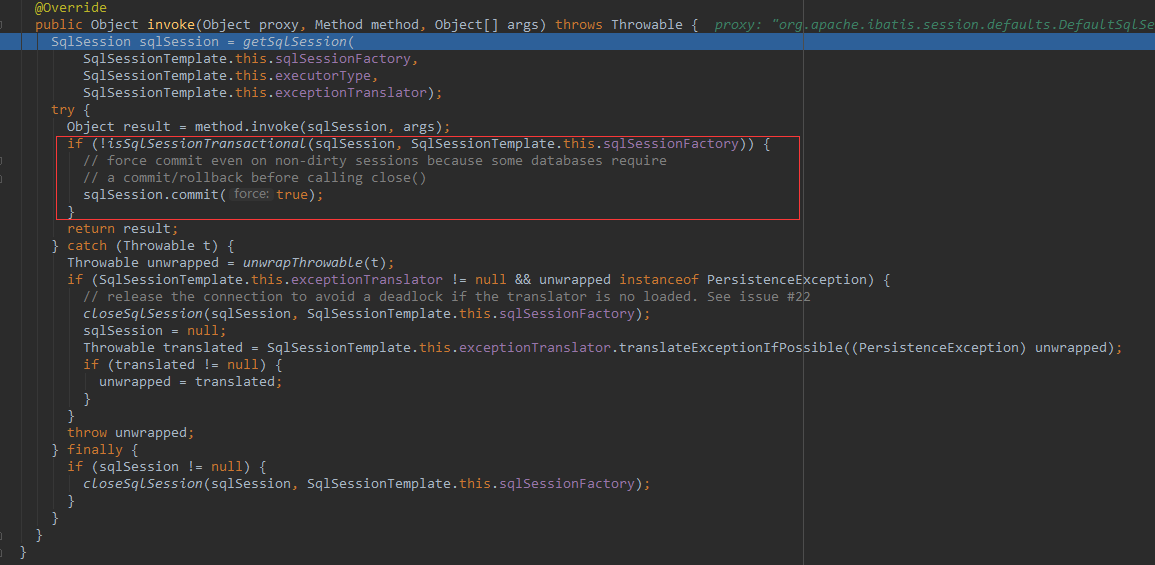 @Override
public Object invoke(Object proxy, Method method, Object[] args) throws Throwable {  proxy: "org.apache.ibatis.session.defaults.DefaultSqlSe
SqlSession sqlSession = getSqlSession(
SqlSessionTemplate.this.sqlSessionFactory,
SqlSessionTemplate.this.executorType,
SqlSessionTemplate.this.exceptionTranslator);
try {
Object result = method.invoke(sqlSession, args);
if (!isSqlSessionTransactional(sqlSession, SqlSessionTemplate.this.sqlSessionFactory)) {
// force commit even on non-dirty sessions because some databases require
// a commit/rollback before calling close()
sqlSession.commit( force: true);
}
return result;
} catch (Throwable t) {
Throwable unwrapped = unwrapThrowable(t);
if (SqlSessionTemplate.this.exceptionTranslator != null && unwrapped instanceof PersistenceException) {
// release the connection to avoid a deadlock if the translator is no loaded. See issue #22
closeSqlSession(sqlSession, SqlSessionTemplate.this.sqlSessionFactory);
sqlSession = null;
Throwable translated = SqlSessionTemplate.this.exceptionTranslator.translateExceptionIfPossible((PersistenceException) unwrapped);
if (translated != null) {
unwrapped = translated;
}
}
throw unwrapped;
} finally {
if (sqlSession != null) {
closeSqlSession(sqlSession, SqlSessionTemplate.this.sqlSessionFactory);
}
}
}
}